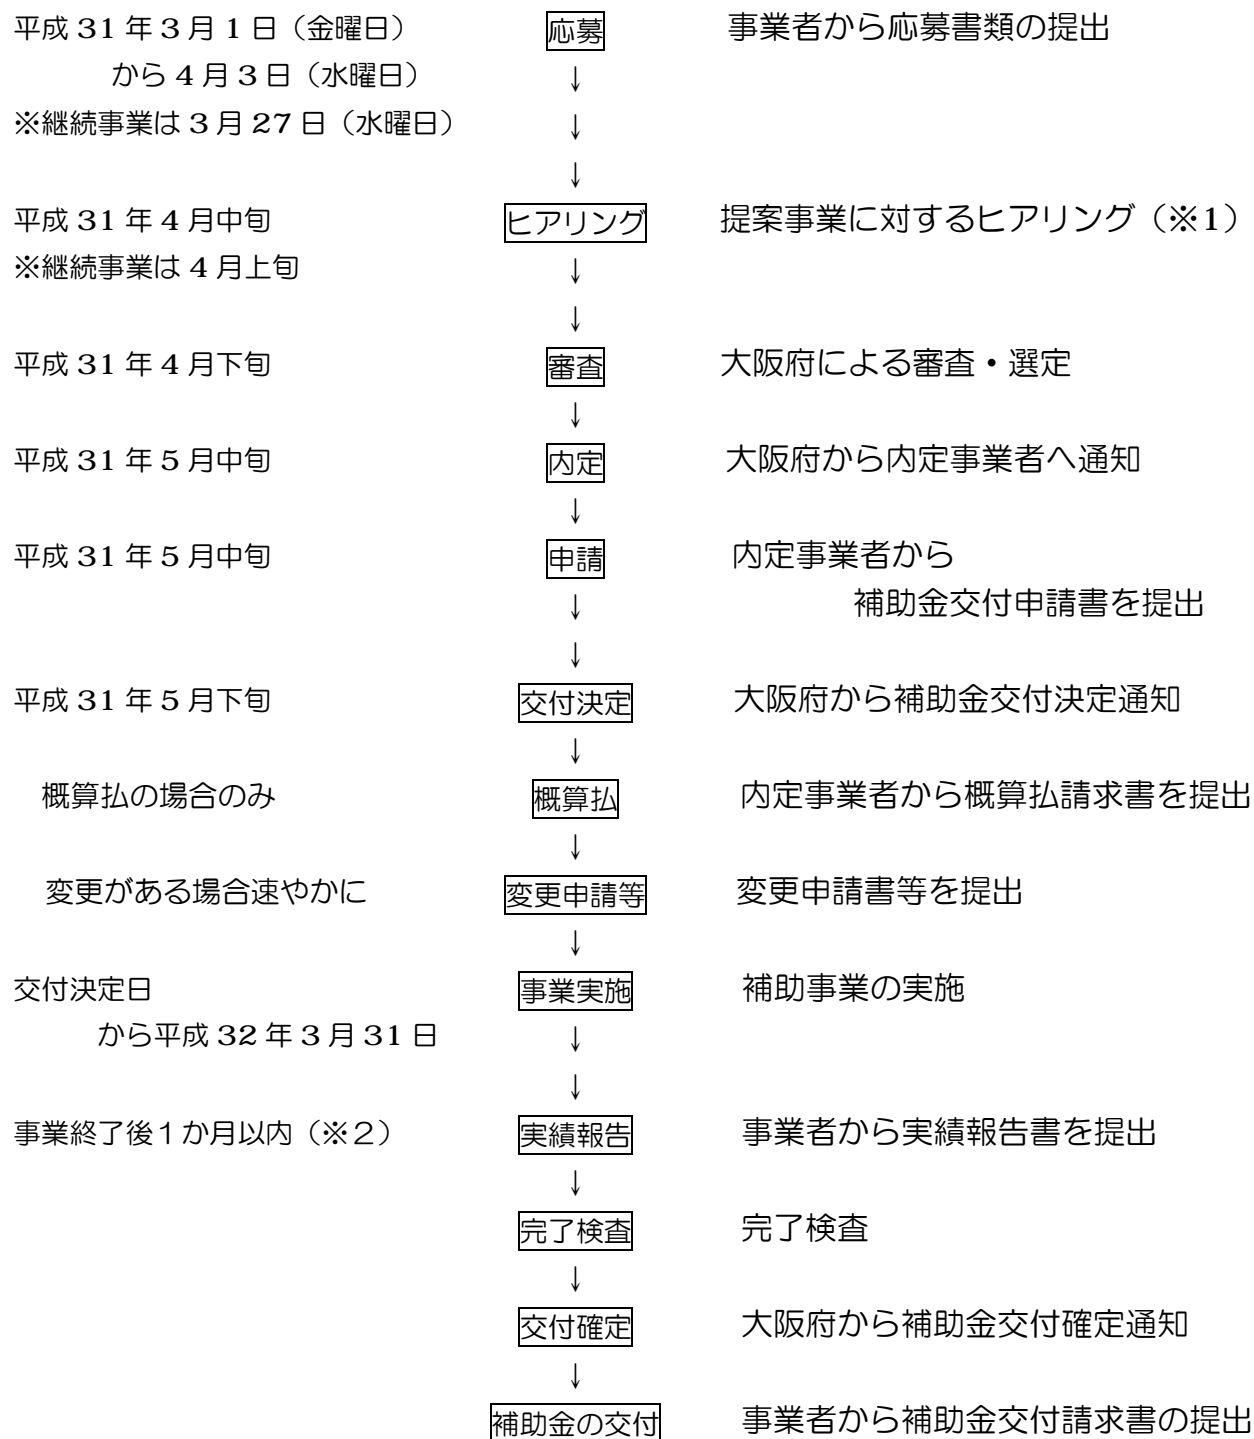 平成 31 年 3 月 1 日（金曜日） 応募 事業者から応募書類の提出
から 4 月 3 日（水曜日） ↓
※継続事業は 3 月 27 日（水曜日） ↓
↓
平成 31 年 4 月中旬 ヒアリング 提案事業に対するヒアリング（※1）
※継続事業は 4 月上旬 ↓
↓
平成 31 年 4 月下旬 審査 大阪府による審査・選定
↓
平成 31 年 5 月中旬 内定 大阪府から内定事業者へ通知
↓
平成 31 年 5 月中旬 申請 内定事業者から
↓ 補助金交付申請書を提出
↓
平成 31 年 5 月下旬 交付決定 大阪府から補助金交付決定通知
↓
概算払の場合のみ 概算払 内定事業者から概算払請求書を提出
↓
変更がある場合速やかに 変更申請等 変更申請書等を提出
↓
交付決定日 事業実施 補助事業の実施
から平成 32 年 3 月 31 日 ↓
↓
事業終了後１か月以内（※２） 実績報告 事業者から実績報告書を提出
↓
完了検査 完了検査
↓
交付確定 大阪府から補助金交付確定通知
↓
補助金の交付 事業者から補助金交付請求書の提出